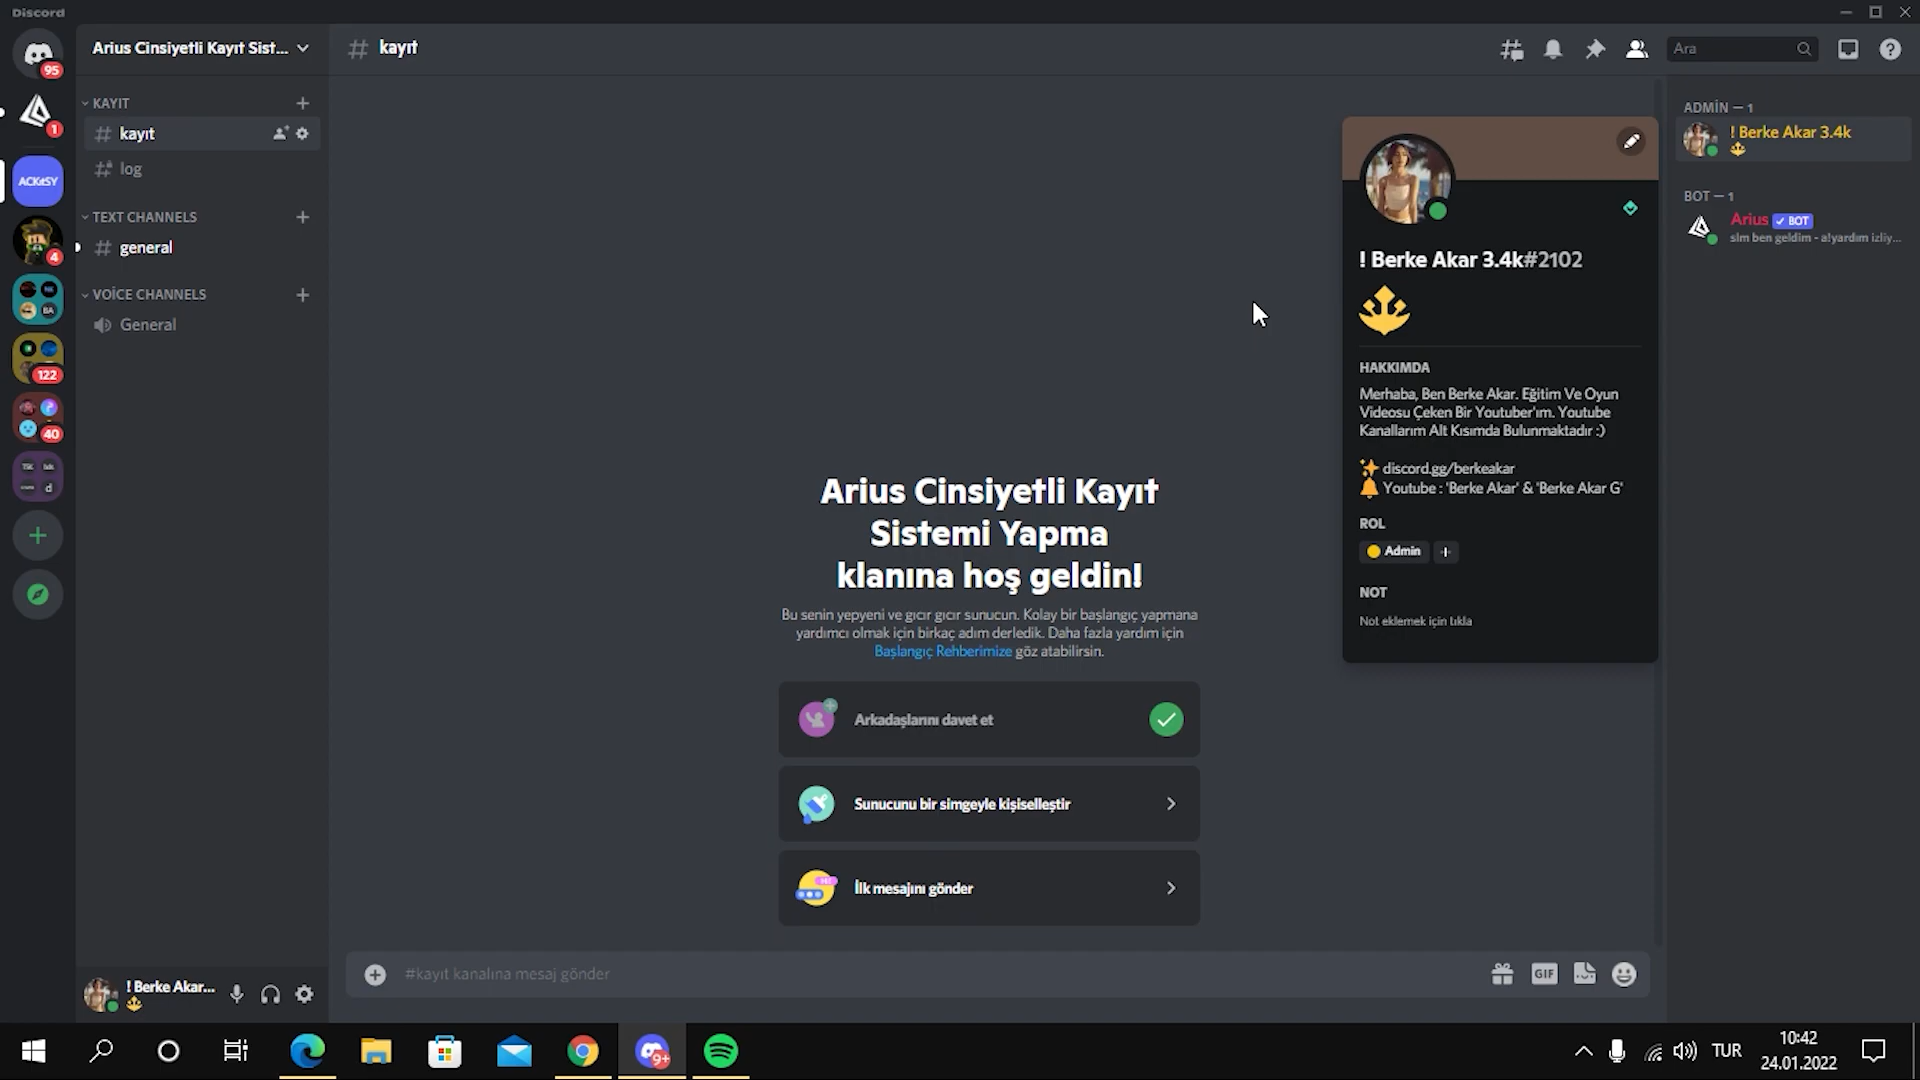 Discord
95
1
ACKitSY
4
BA
122
40
d
Arius Cinsiyetli Kayıt Sist...
KAYIT
kayıt
log
TEXT CHANNELS
general
VOİCE CHANNELS
General
! Berke Akar...
kayıt
Ara
Arius Cinsiyetli Kayıt
Sistemi Yapma
klanına hoş geldin!
Bu senin yepyeni ve gıcır gıcır sunucun. Kolay bir başlangıç yapmana
yardımcı olmak için birkaç adım derledik. Daha fazla yardım için
Başlangıç Rehberimize göz atabilirsin.
Arkadaşlarını davet et
Sunucunu bir simgeyle kişiselleştir
İlk mesajını gönder
#kayıt kanalına mesaj gönder
GIF
! Berke Akar 3.4k#2102
HAKKIMDA
Merhaba, Ben Berke Akar. Eğitim Ve Oyun
Videosu Çeken Bir Youtuber'ım. Youtube
Kanallarım Alt Kısımda Bulunmaktadır :)
discord.gg/berkeakar
Youtube : 'Berke Akar' & 'Berke Akar G'
ROL
Admin
NOT
Not eklemek için tıkla
ADMİN — 1
! Berke Akar 3.4k
BOT — 1
Arius BOT
slm ben geldim - a!yardım izliy...
9+
TUR
10:42
24.01.2022